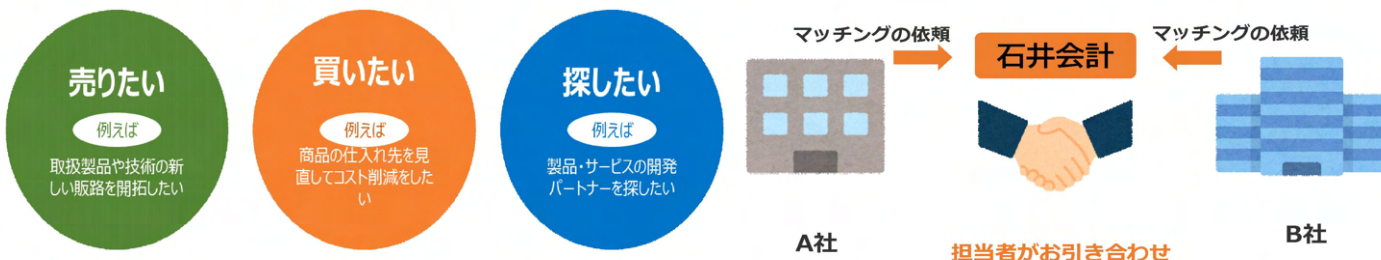 売りたい
例えば
取扱製品や技術の新
しい販路を開拓したい
買いたい
例えば
商品の仕入れ先を見
直してコスト削減をした
い
探したい
例えば
製品・サービスの開発
パートナーを探したい
マッチングの依頼
石井会計
マッチングの依頼
A社
担当者がお引き合わせ
B社